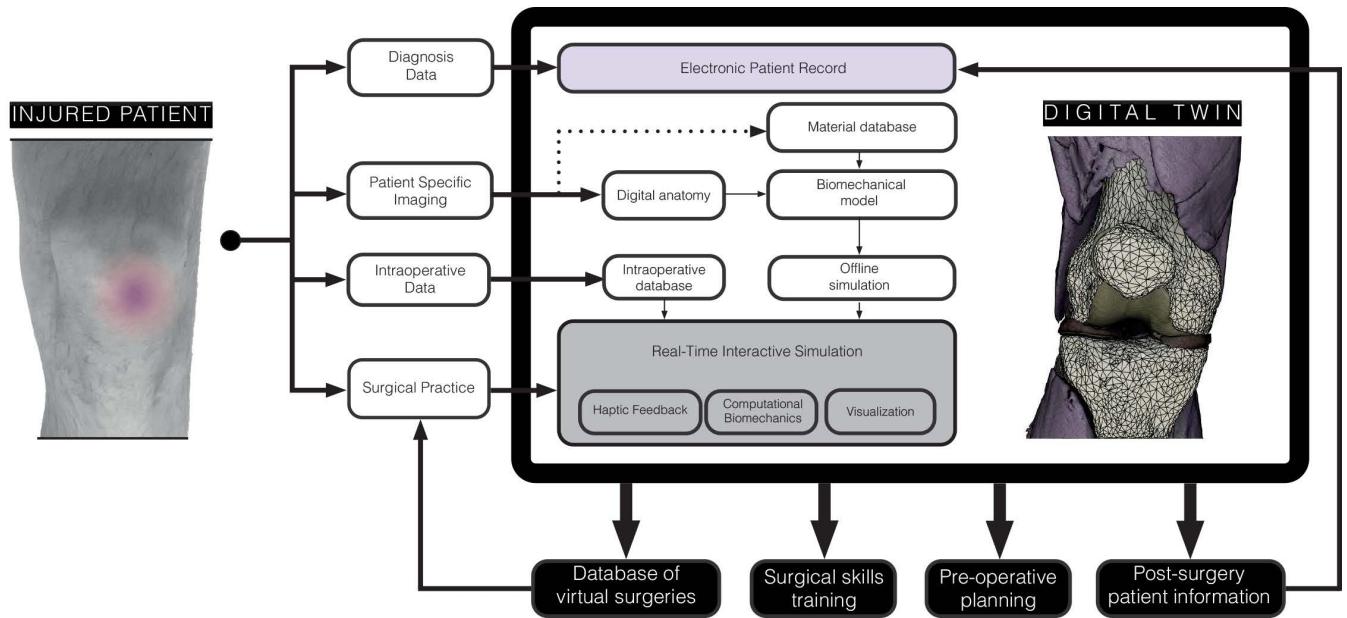 INJURED PATIENT
Diagnosis
Data
Patient Specific
Imaging
Intraoperative
Data
Surgical Practice
Electronic Patient Record
Material database
Digital anatomy
Biomechanical
model
Intraoperative
database
Offline
simulation
Real-Time Interactive Simulation
Haptic Feedback
Computational
Biomechanics
Visualization
DIGITAL TWIN
Database of
virtual surgeries
Surgical skills
training
Pre-operative
planning
Post-surgery
patient information